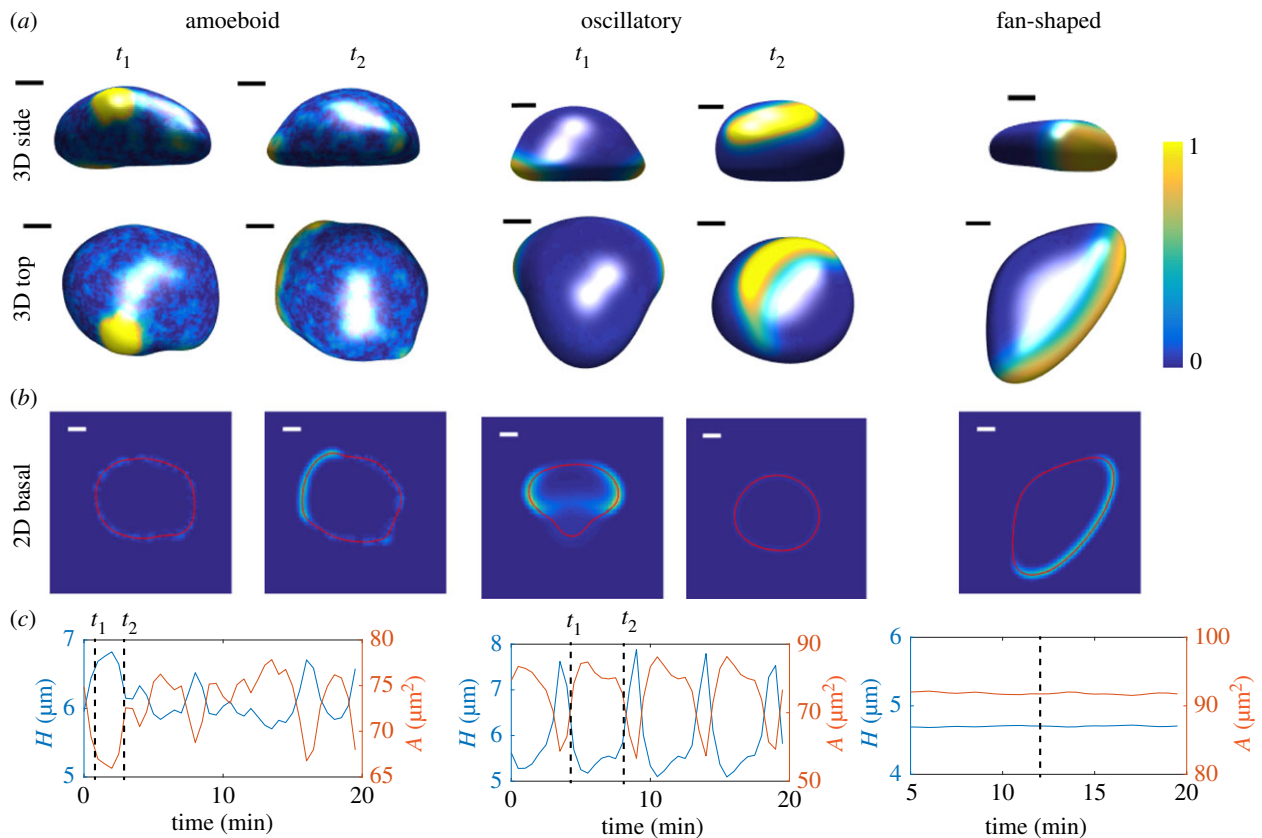 (a) amoeboid oscillatory fan-shaped
t1 t2 t1 t2
3D side
1
3D top
0
(b)
2D basal
(c) t1 t2 t1 t2
7 80 8 90 6 100
H (µm) 6 75 70 A (µm²) H (µm) 7 6 70 A (µm²) H (µm) 5 90 A (µm²)
5 65 5 50 4 80
0 10 20 0 10 20 5 10 15 20
time (min) time (min) time (min)